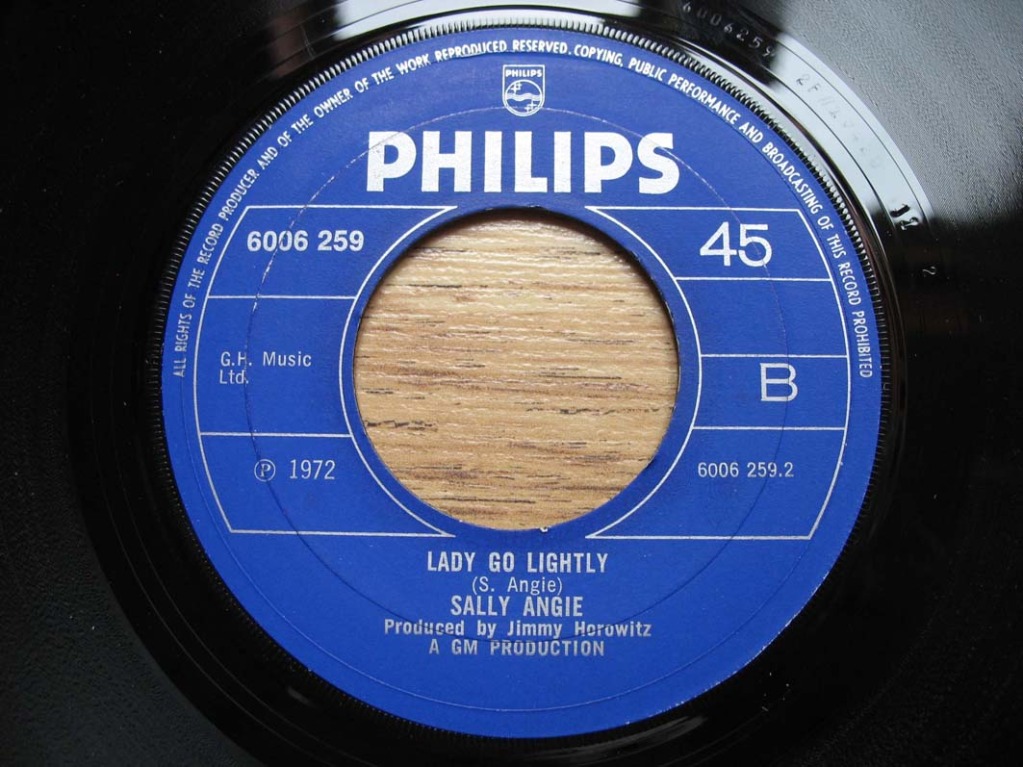 ALL RIGHTS OF THE RECORD PRODUCER AND OF THE OWNER OF THE WORK REPRODUCED RESERVED. COPYING, PUBLIC PERFORMANCE AND BROADCASTING OF THIS RECORD PROHIBITED
PHILIPS
PHILIPS
6006 259
45
G.H. Music
Ltd.
B
Ⓟ 1972
6006 259.2
LADY GO LIGHTLY
(S. Angie)
SALLY ANGIE
Produced by Jimmy Horowitz
A GM PRODUCTION
6006259